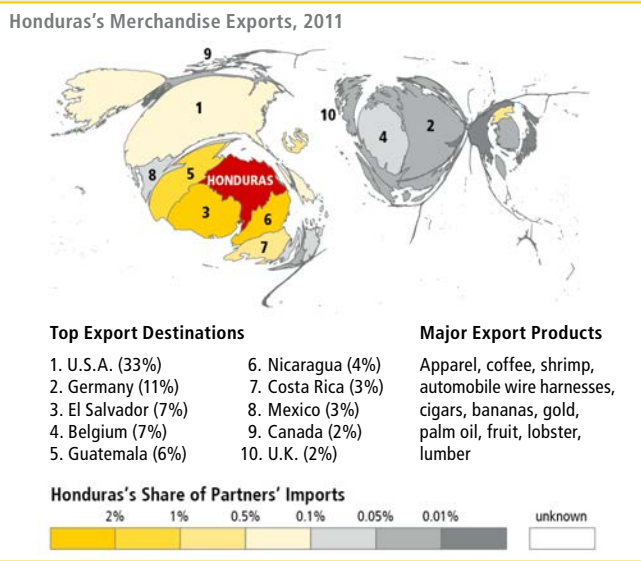 Honduras's Merchandise Exports, 2011
9
1
10
2
4
8
5
HONDURAS
3
6
7
Top Export Destinations
1. U.S.A. (33%)
2. Germany (11%)
3. El Salvador (7%)
4. Belgium (7%)
5. Guatemala (6%)
6. Nicaragua (4%)
7. Costa Rica (3%)
8. Mexico (3%)
9. Canada (2%)
10. U.K. (2%)
Major Export Products
Apparel, coffee, shrimp,
automobile wire harnesses,
cigars, bananas, gold,
palm oil, fruit, lobster,
lumber
Honduras's Share of Partners' Imports
2% 1% 0.5% 0.1% 0.05% 0.01% unknown